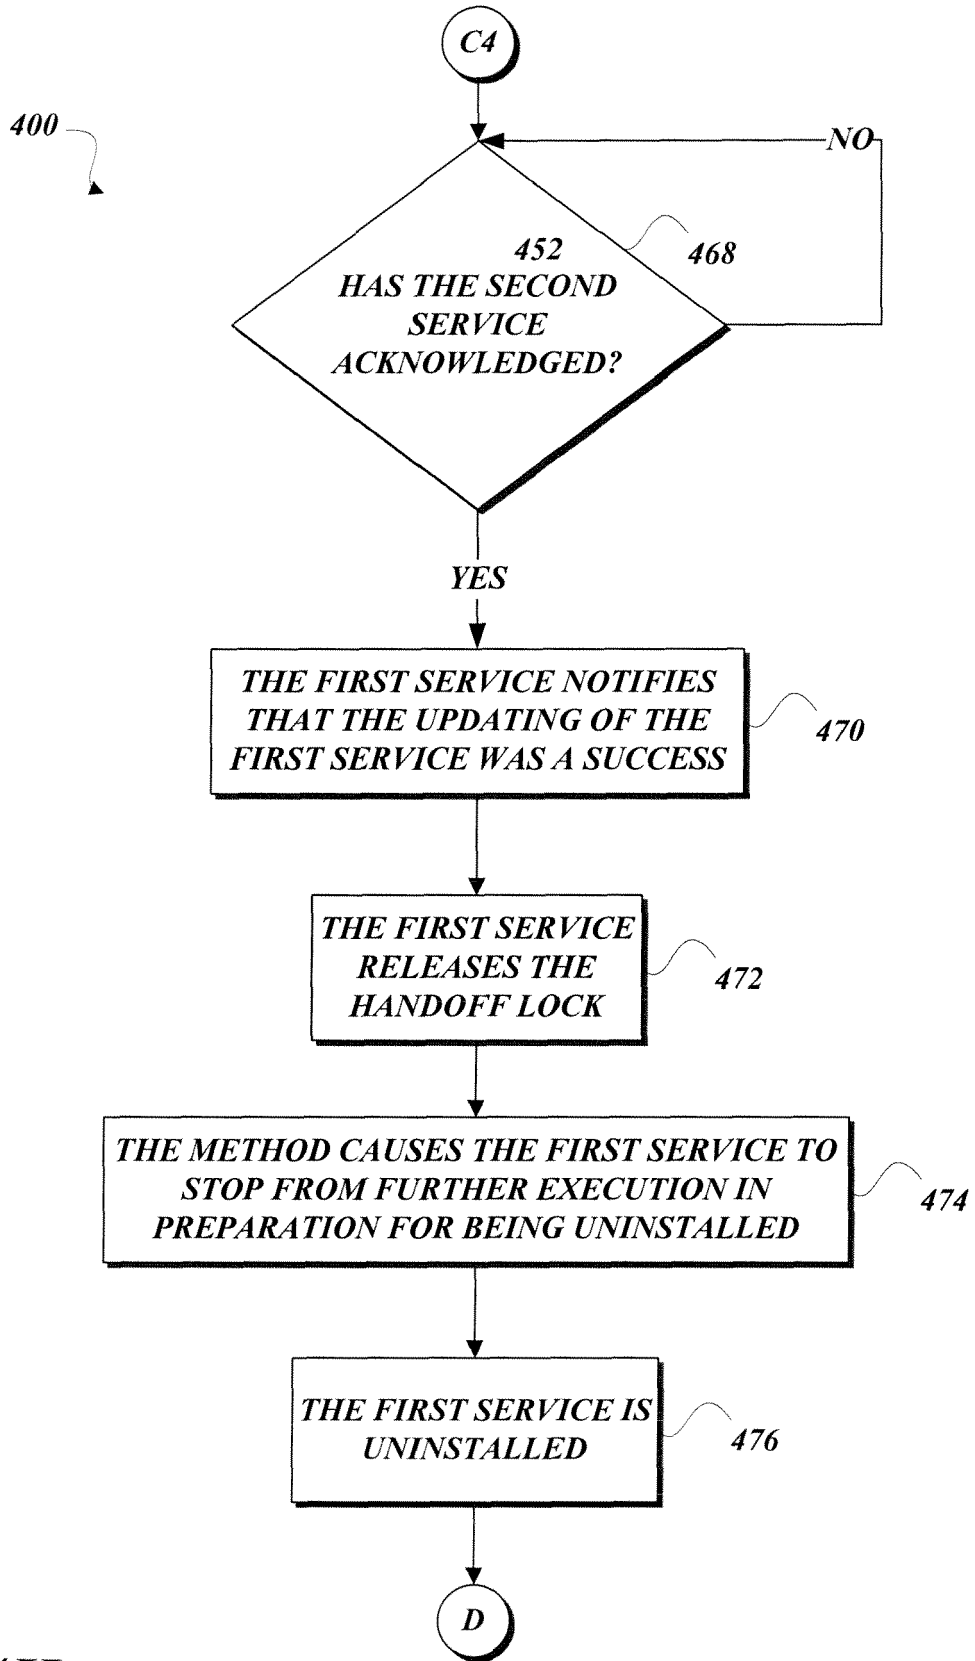 C4
400
NO
452
468
HAS THE SECOND
SERVICE
ACKNOWLEDGED?
YES
THE FIRST SERVICE NOTIFIES
THAT THE UPDATING OF THE
FIRST SERVICE WAS A SUCCESS
470
THE FIRST SERVICE
RELEASES THE
HANDOFF LOCK
472
THE METHOD CAUSES THE FIRST SERVICE TO
STOP FROM FURTHER EXECUTION IN
PREPARATION FOR BEING UNINSTALLED
474
THE FIRST SERVICE IS
UNINSTALLED
476
D